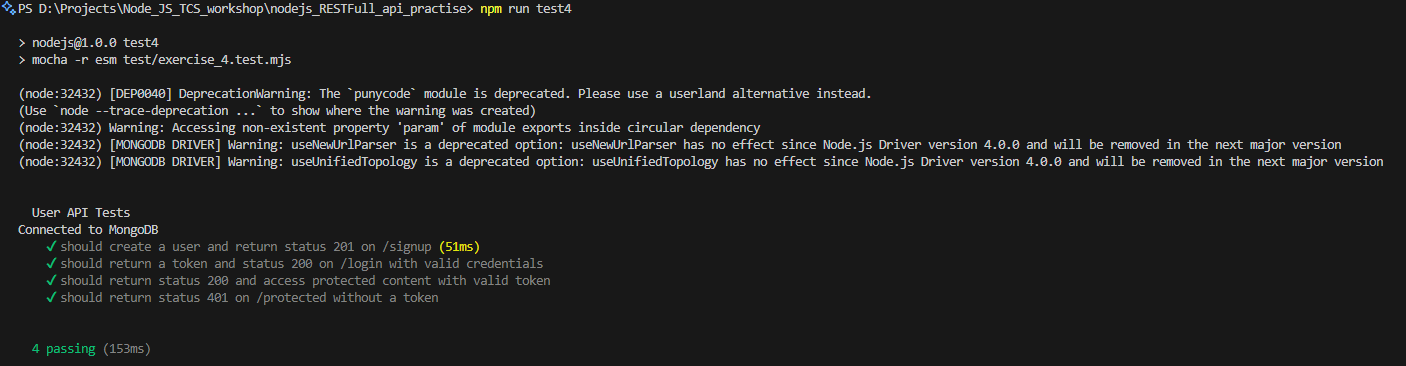 PS D:\Projects\Node_JS_TCS_workshop\nodejs_RESTFull_api_practise> npm run test4
> nodejs@1.0.0 test4
> mocha -r esm test/exercise_4.test.mjs
(node:32432) [DEP0040] DeprecationWarning: The `punycode` module is deprecated. Please use a userland alternative instead.
(Use `node --trace-deprecation ...` to show where the warning was created)
(node:32432) Warning: Accessing non-existent property 'param' of module exports inside circular dependency
(node:32432) [MONGODB DRIVER] Warning: useNewUrlParser is a deprecated option: useNewUrlParser has no effect since Node.js Driver version 4.0.0 and will be removed in the next major version
(node:32432) [MONGODB DRIVER] Warning: useUnifiedTopology is a deprecated option: useUnifiedTopology has no effect since Node.js Driver version 4.0.0 and will be removed in the next major version
User API Tests
Connected to MongoDB
✓ should create a user and return status 201 on /signup (51ms)
✓ should return a token and status 200 on /login with valid credentials
✓ should return status 200 and access protected content with valid token
✓ should return status 401 on /protected without a token
4 passing (153ms)